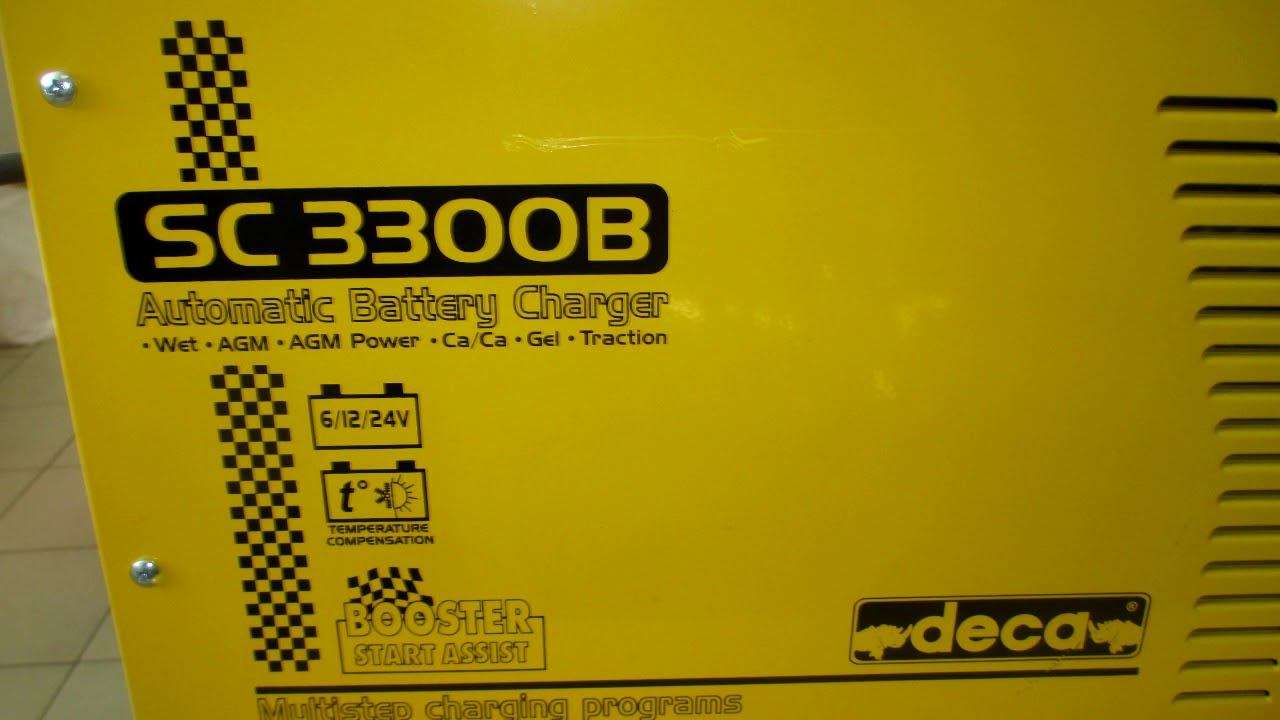 SC 3300B
Automatic Battery Charger
• Wet • AGM • AGM Power • Ca/Ca • Gel • Traction
6/12/24V
t°
TEMPERATURE
COMPENSATION
BOOSTER
START ASSIST
deca®
Multistep charging programs